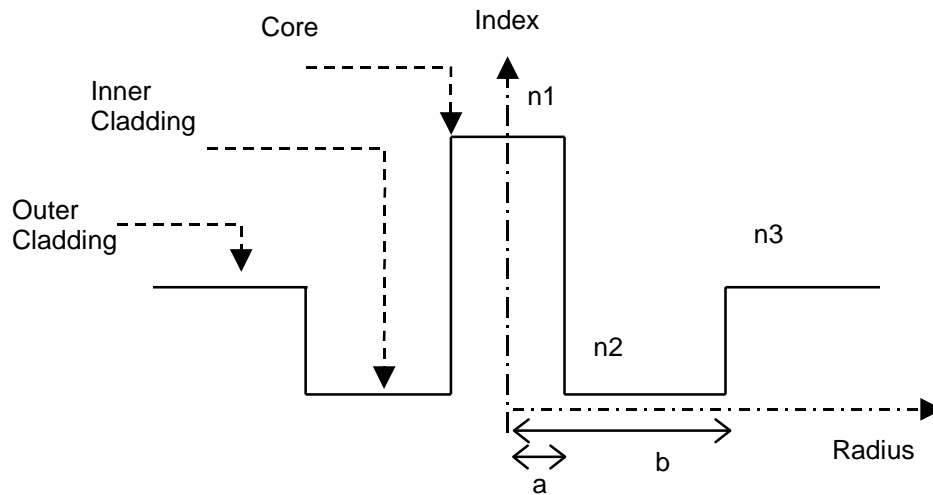 Core
Index
n1
Inner
Cladding
Outer
Cladding
n3
n2
Radius
b
a